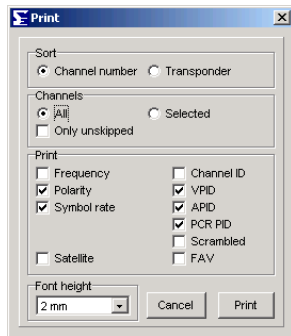 Print
Sort
Channel number Transponder
Channels
All Selected
Only unskipped
Print
Frequency Channel ID
Polarity VPID
Symbol rate APID
PCR PID
Scrambled
Satellite FAV
Font height
2 mm Cancel Print